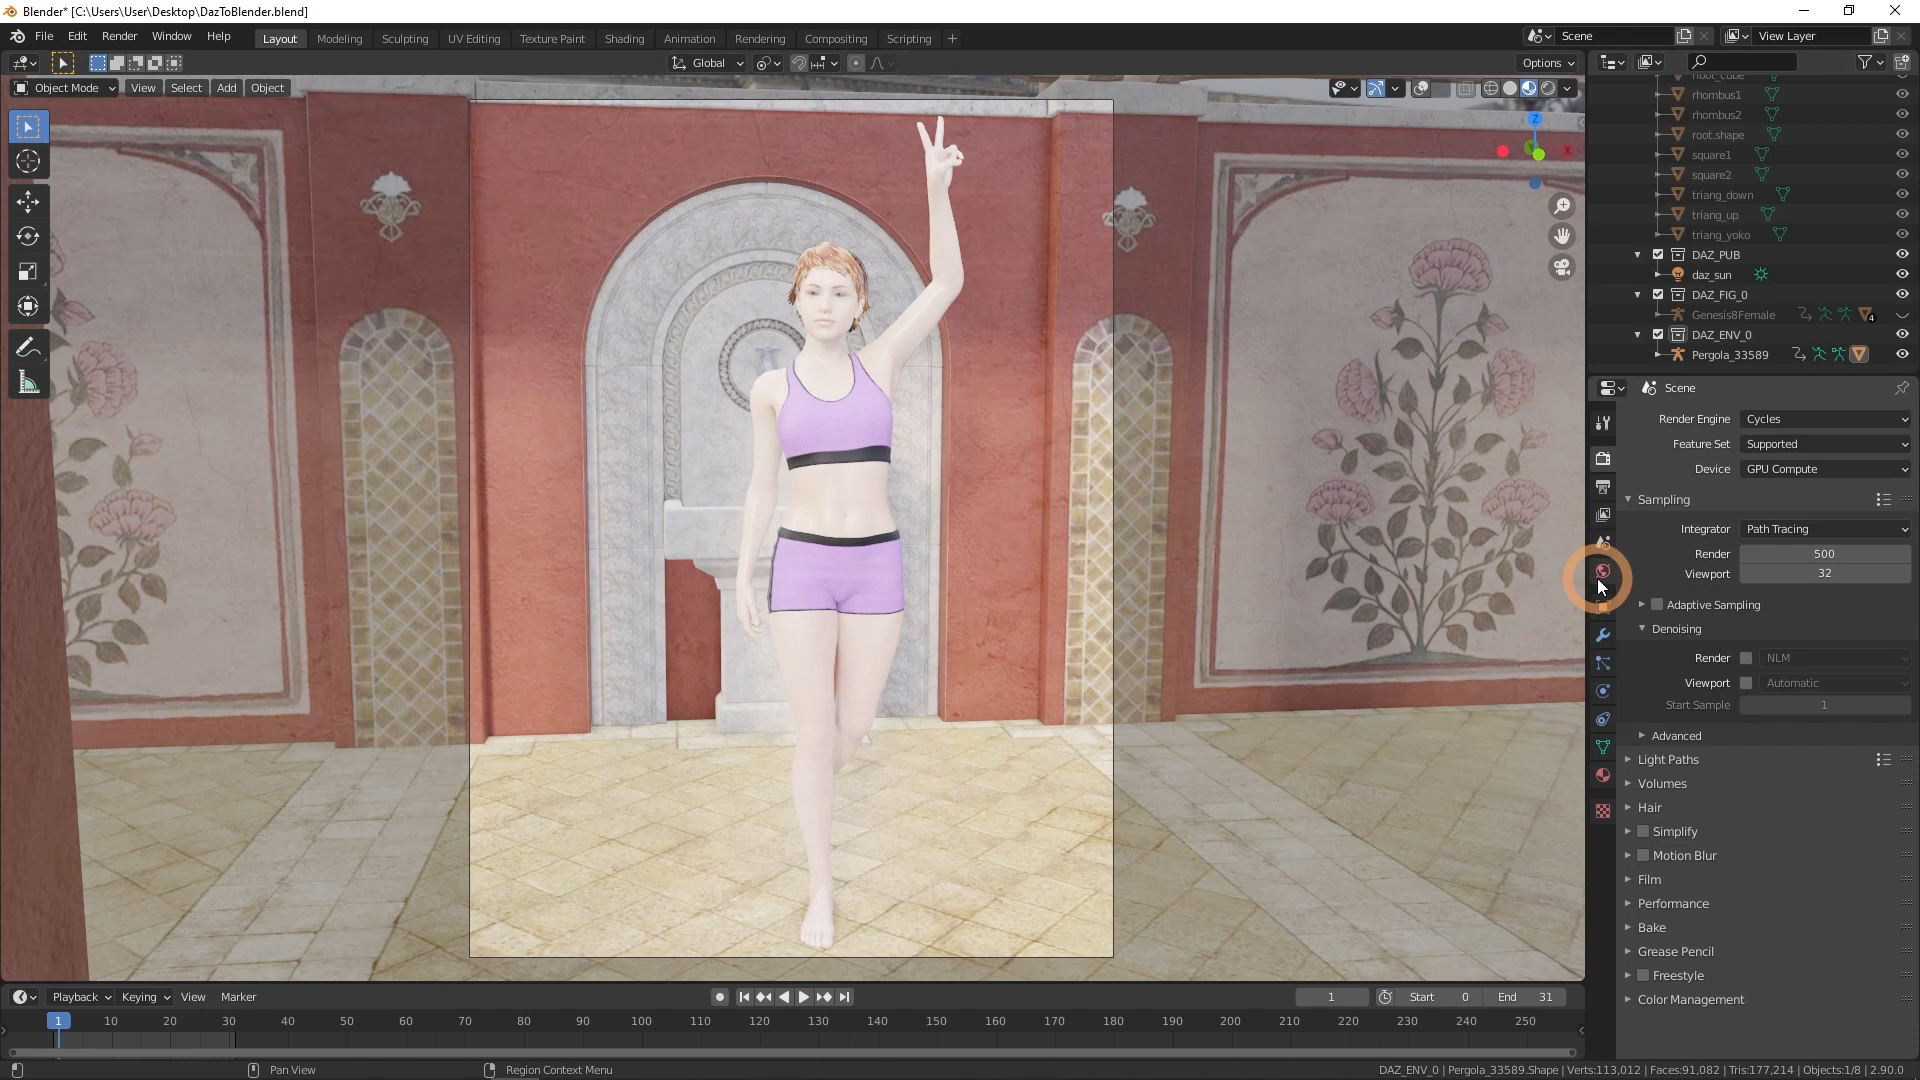 Blender* [C:\Users\User\Desktop\DazToBlender.blend]
File Edit Render Window Help
Layout Modeling Sculpting UV Editing Texture Paint Shading Animation Rendering Compositing Scripting +
Scene
View Layer
Global
Options
Object Mode View Select Add Object
Z
X
root_cube
rhombus1
rhombus2
root.shape
square1
square2
triang_down
triang_up
triang_yoko
DAZ_PUB
daz_sun
DAZ_FIG_0
Genesis8Female
4
DAZ_ENV_0
Pergola_33589
Scene
Render Engine Cycles
Feature Set Supported
Device GPU Compute
Sampling
Integrator Path Tracing
Render 500
Viewport 32
Adaptive Sampling
Denoising
Render NLM
Viewport Automatic
Start Sample 1
Advanced
Light Paths
Volumes
Hair
Simplify
Motion Blur
Film
Performance
Bake
Grease Pencil
Freestyle
Color Management
Playback Keying View Marker
1 Start 0 End 31
1 10 20 30 40 50 60 70 80 90 100 110 120 130 140 150 160 170 180 190 200 210 220 230 240 250
Pan View
Region Context Menu
DAZ_ENV_0 | Pergola_33589.Shape | Verts:113,012 | Faces:91,082 | Tris:177,214 | Objects:1/8 | 2.90.0